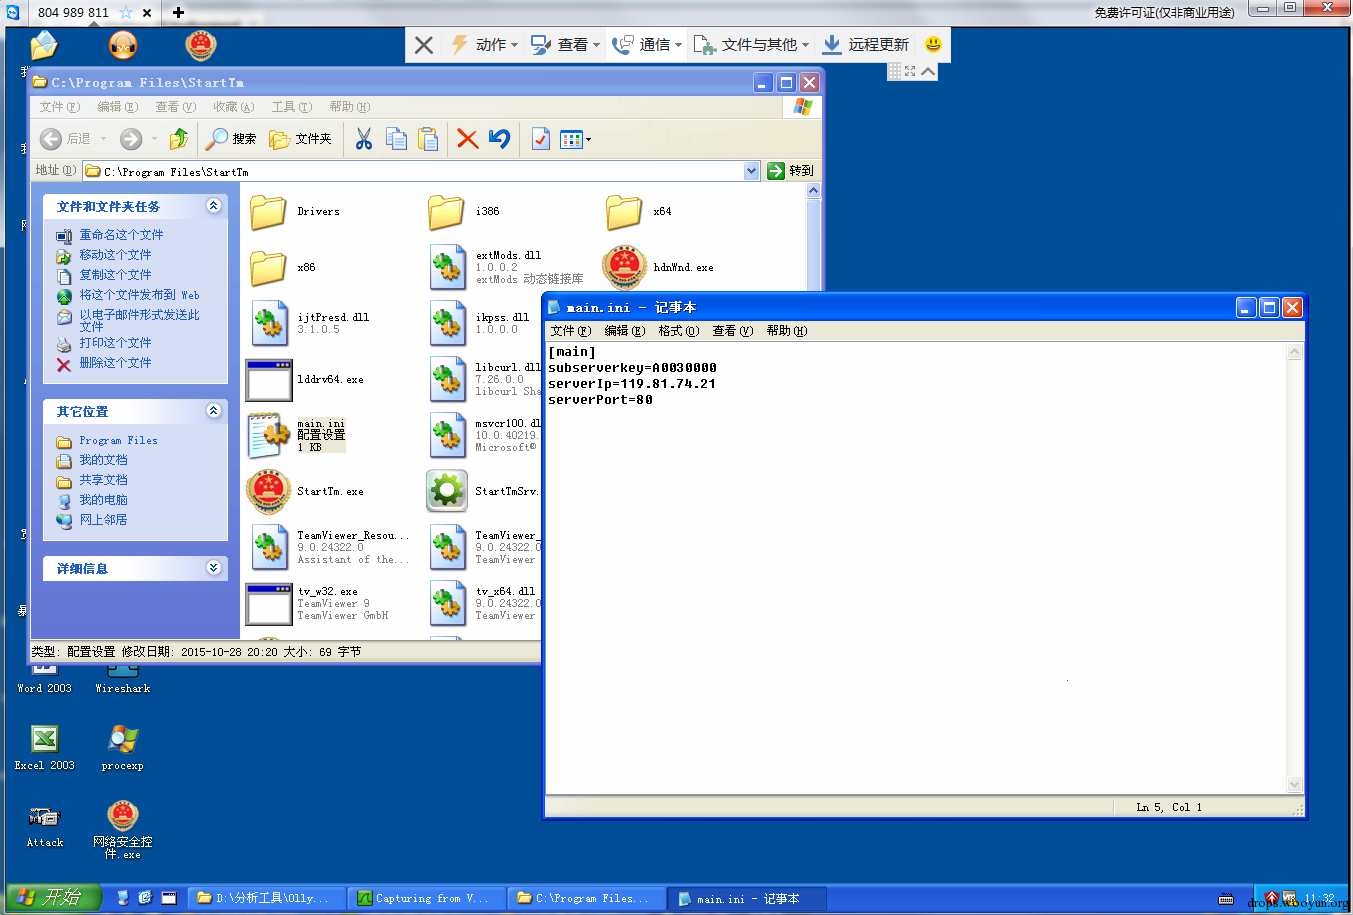 804 989 811
免费许可证(仅非商业用途)
动作
查看
通信
文件与其他
远程更新
C:\Program Files\StartTm
文件(F) 编辑(E) 查看(V) 收藏(A) 工具(T) 帮助(H)
后退
搜索
文件夹
地址(D)
C:\Program Files\StartTm
转到
文件和文件夹任务
重命名这个文件
移动这个文件
复制这个文件
将这个文件发布到 Web
以电子邮件形式发送此
文件
打印这个文件
删除这个文件
其它位置
Program Files
我的文档
共享文档
我的电脑
网上邻居
详细信息
Drivers
i386
x64
x86
extMods.dll
1.0.0.2
extMods 动态链接库
hdnWnd.exe
ijtPresd.dll
3.1.0.5
ikpss.dll
1.0.0.0
lddrv64.exe
libcurl.dll
7.26.0.0
libcurl Sha
main.ini
配置设置
1 KB
msvcr100.dl
10.0.40219.
Microsoft®
StartTm.exe
StartTmSrv.
TeamViewer_Resou...
9.0.24322.0
Assistant of the...
TeamViewer_
9.0.24322.0
TeamViewer
tv_w32.exe
TeamViewer 9
TeamViewer GmbH
tv_x64.dll
9.0.24322.0
TeamViewer
类型: 配置设置 修改日期: 2015-10-28 20:20 大小: 69 字节
main.ini - 记事本
文件(F) 编辑(E) 格式(O) 查看(V) 帮助(H)
[main]
subserverkey=A0030000
serverIp=119.81.74.21
serverPort=80
Ln 5, Col 1
Word 2003
Wireshark
Excel 2003
procexp
Attack
网络安全控
件.exe
开始
D:\分析工具\Olly...
Capturing from V...
C:\Program Files...
main.ini - 记事本
11:32
drops.wooyun.org